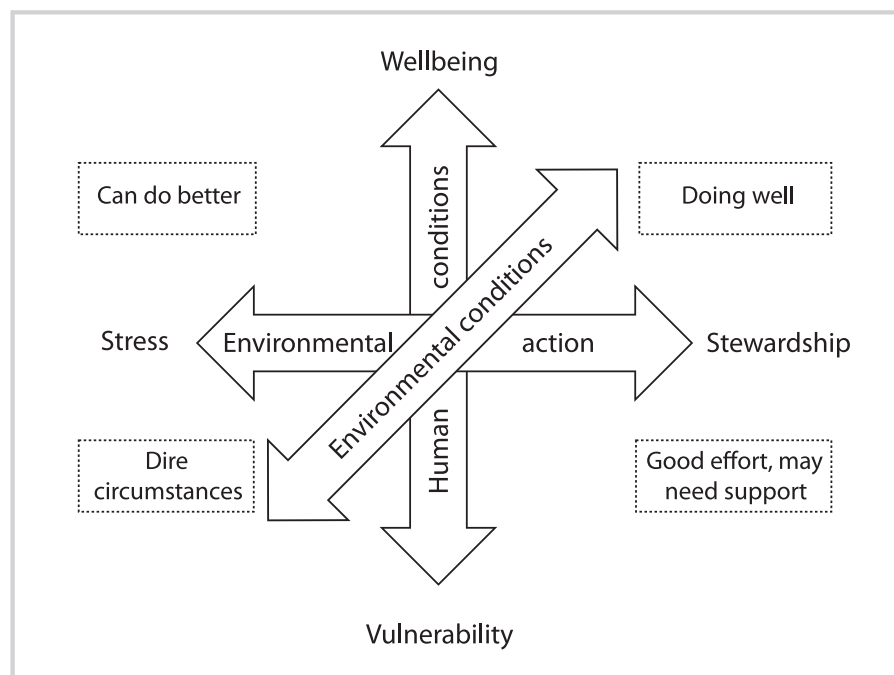 Wellbeing
Can do better
Doing well
conditions
Environmental conditions
Stress
Environmental
action
Stewardship
Human
Dire
circumstances
Good effort, may
need support
Vulnerability